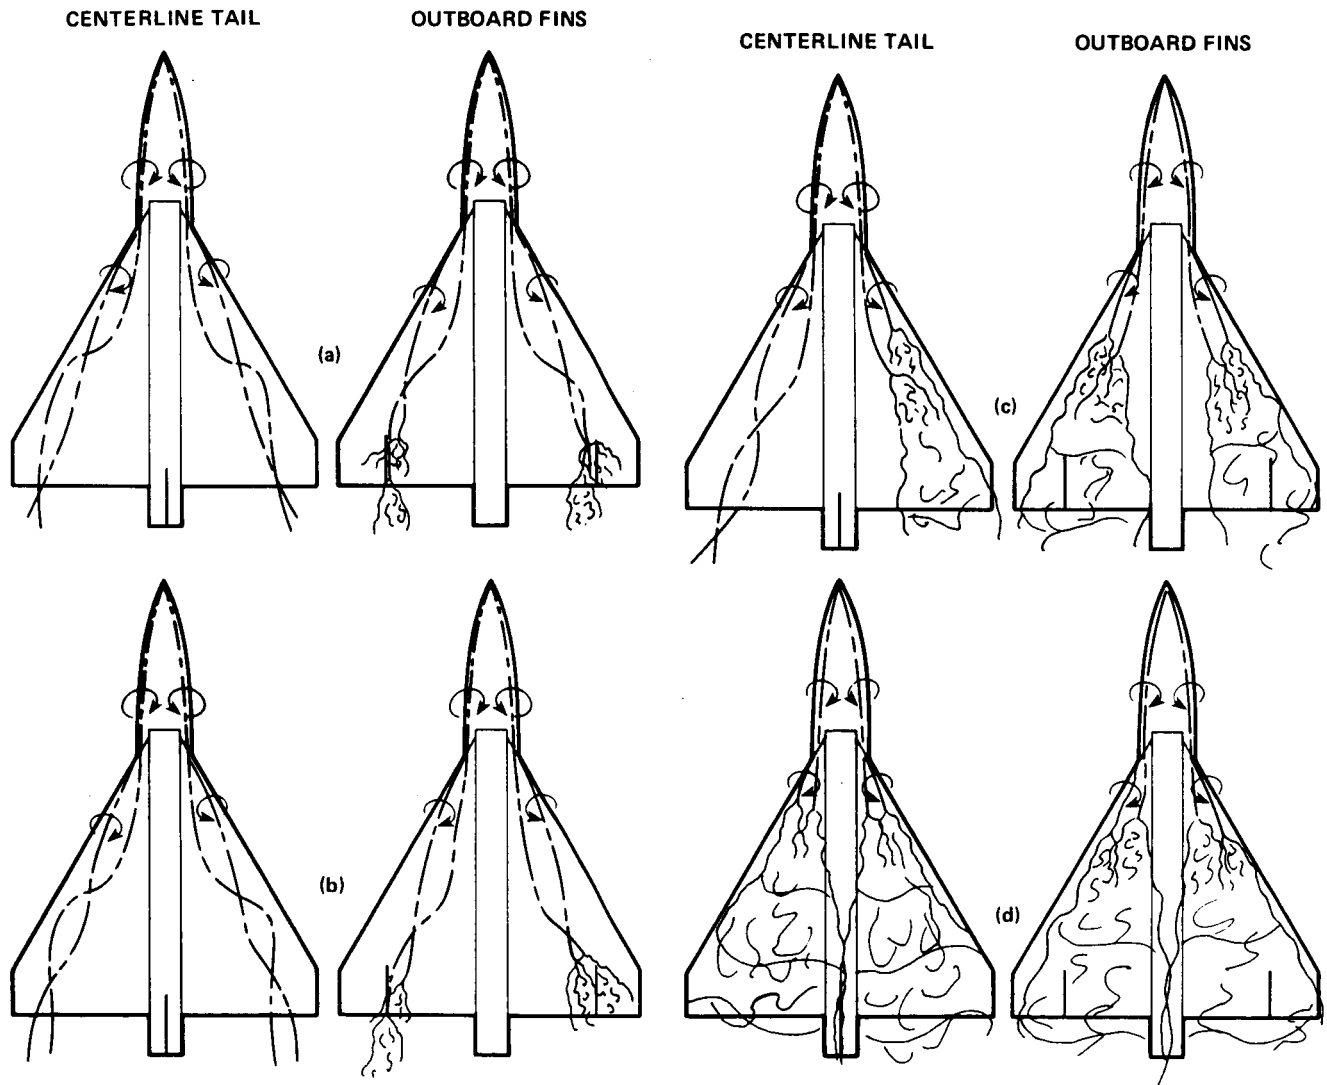 CENTERLINE TAIL
OUTBOARD FINS
CENTERLINE TAIL
OUTBOARD FINS
(a)
(c)
(b)
(d)